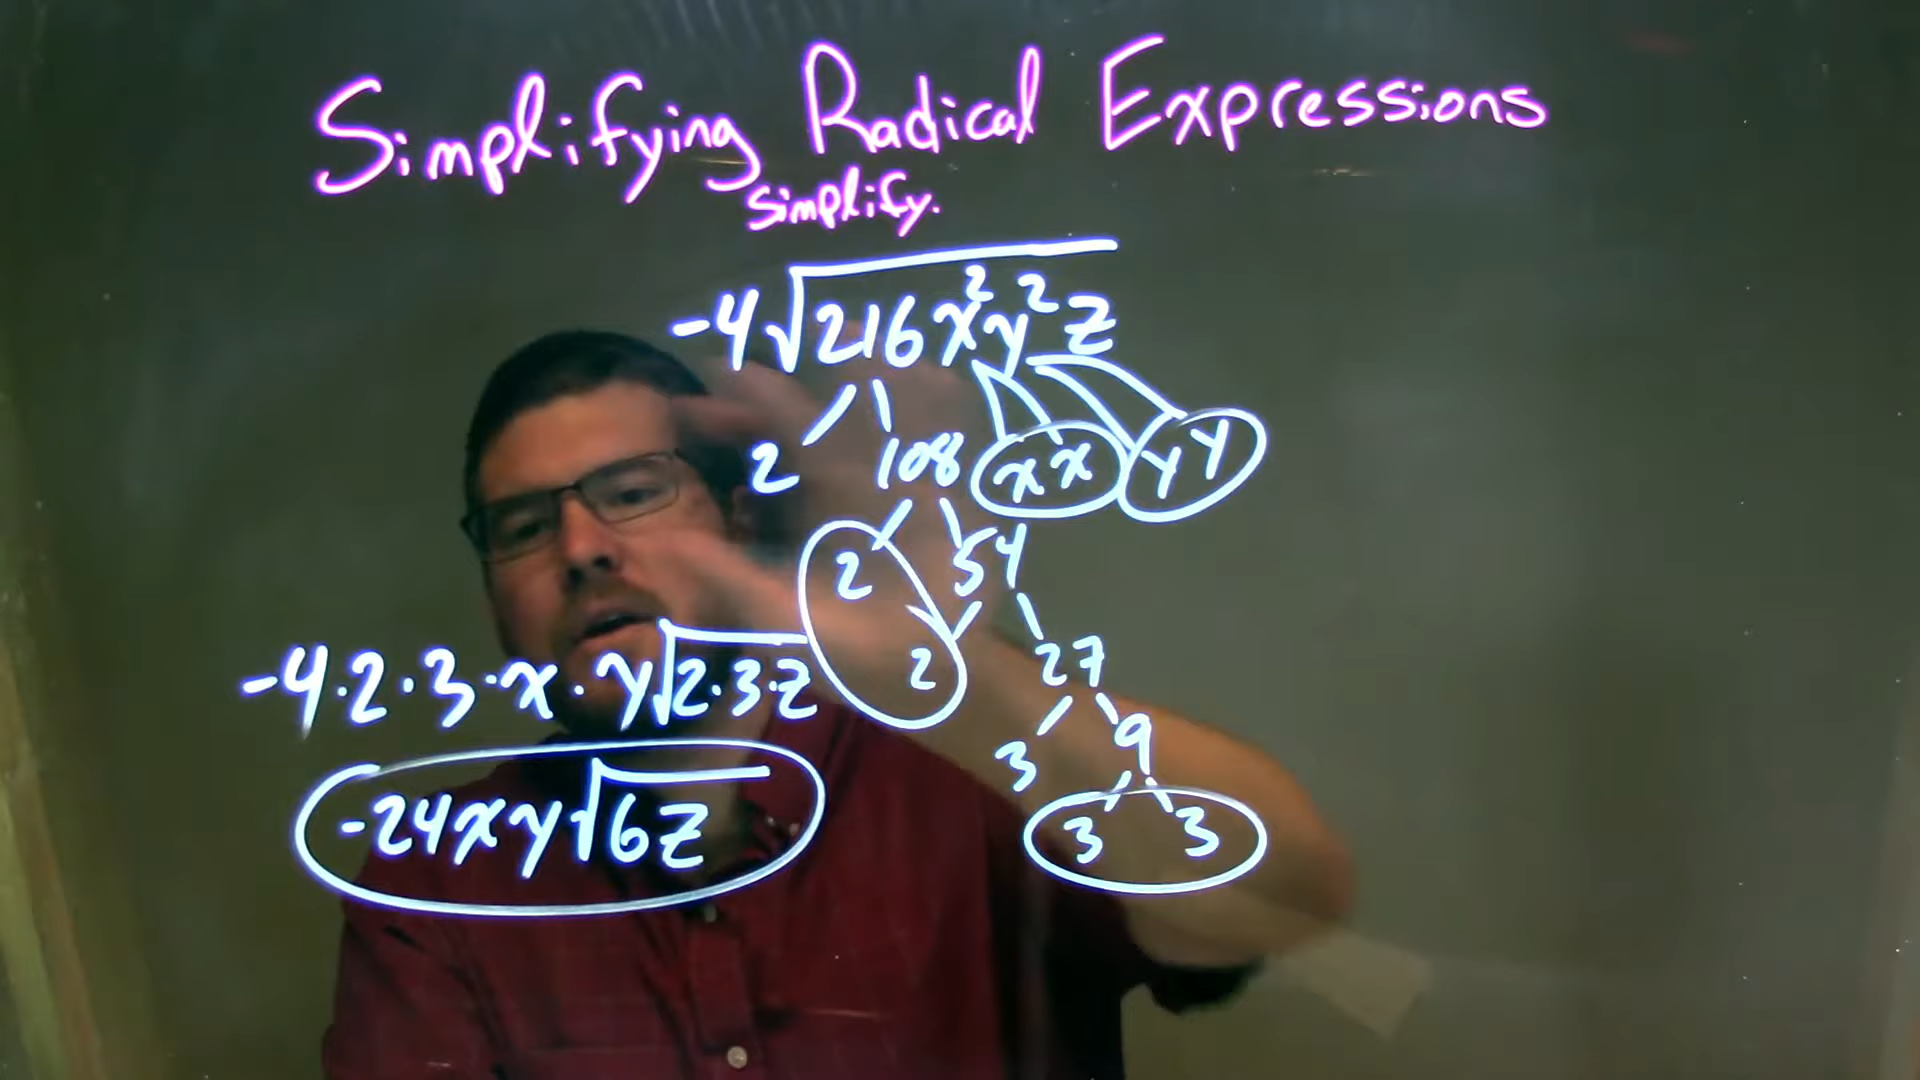 Simplifying Radical Expressions
simplify.
-4√216x²y²z
2 108 xx yy
2 54
2 27
-4·2·3·x·y√2·3·z
3 9
-24xy√6z
3 3